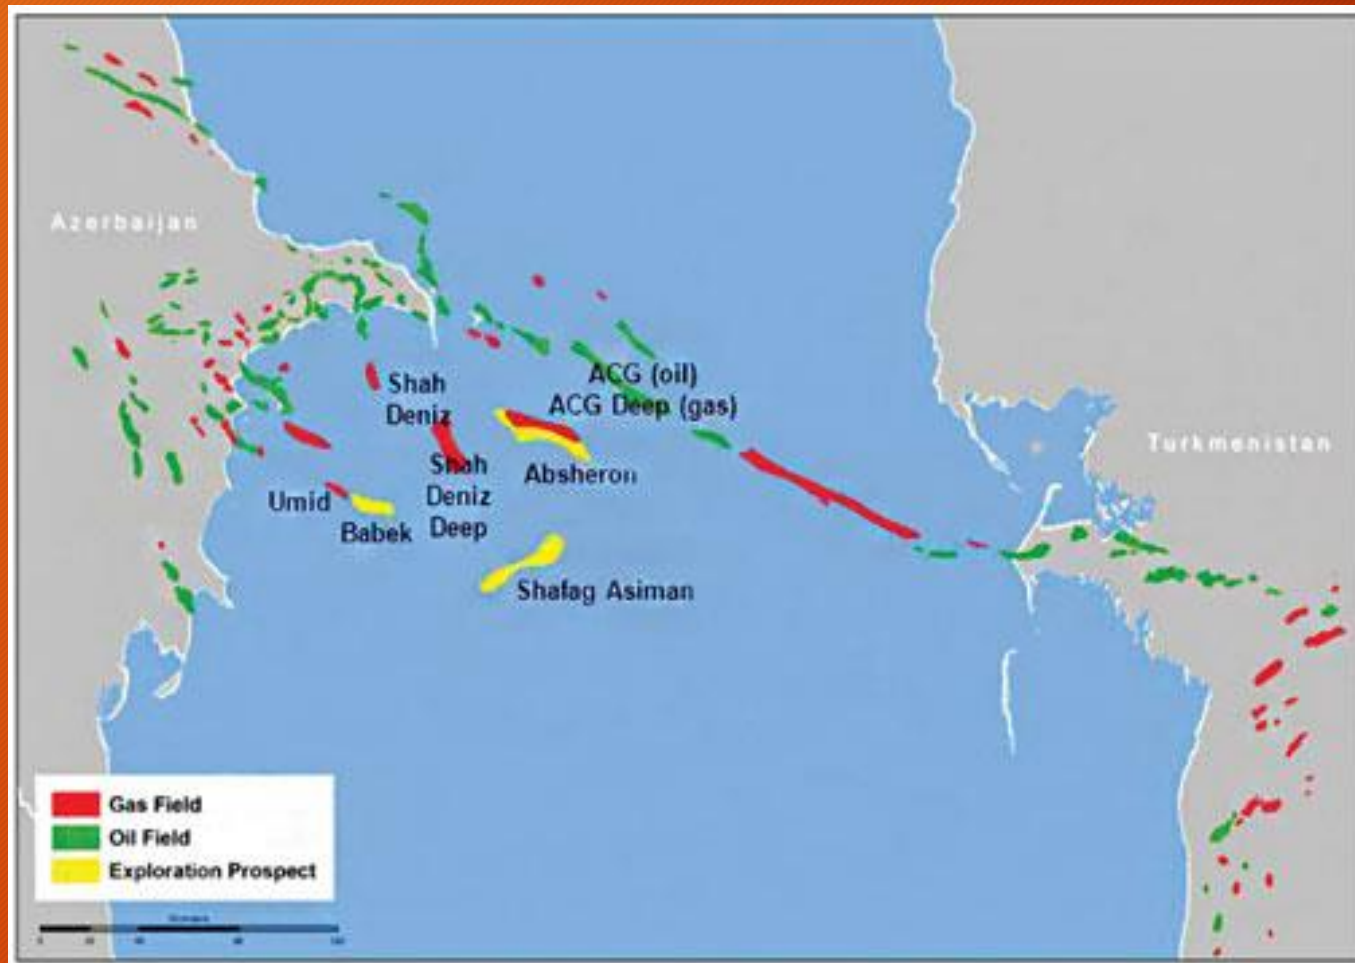 Azerbaijan
ACG (oil)
ACG Deep (gas)
Shah
Deniz
Turkmenistan
Shah
Deniz
Deep
Absheron
Umid
Babek
Shafag Asiman
Gas Field
Oil Field
Exploration Prospect
0